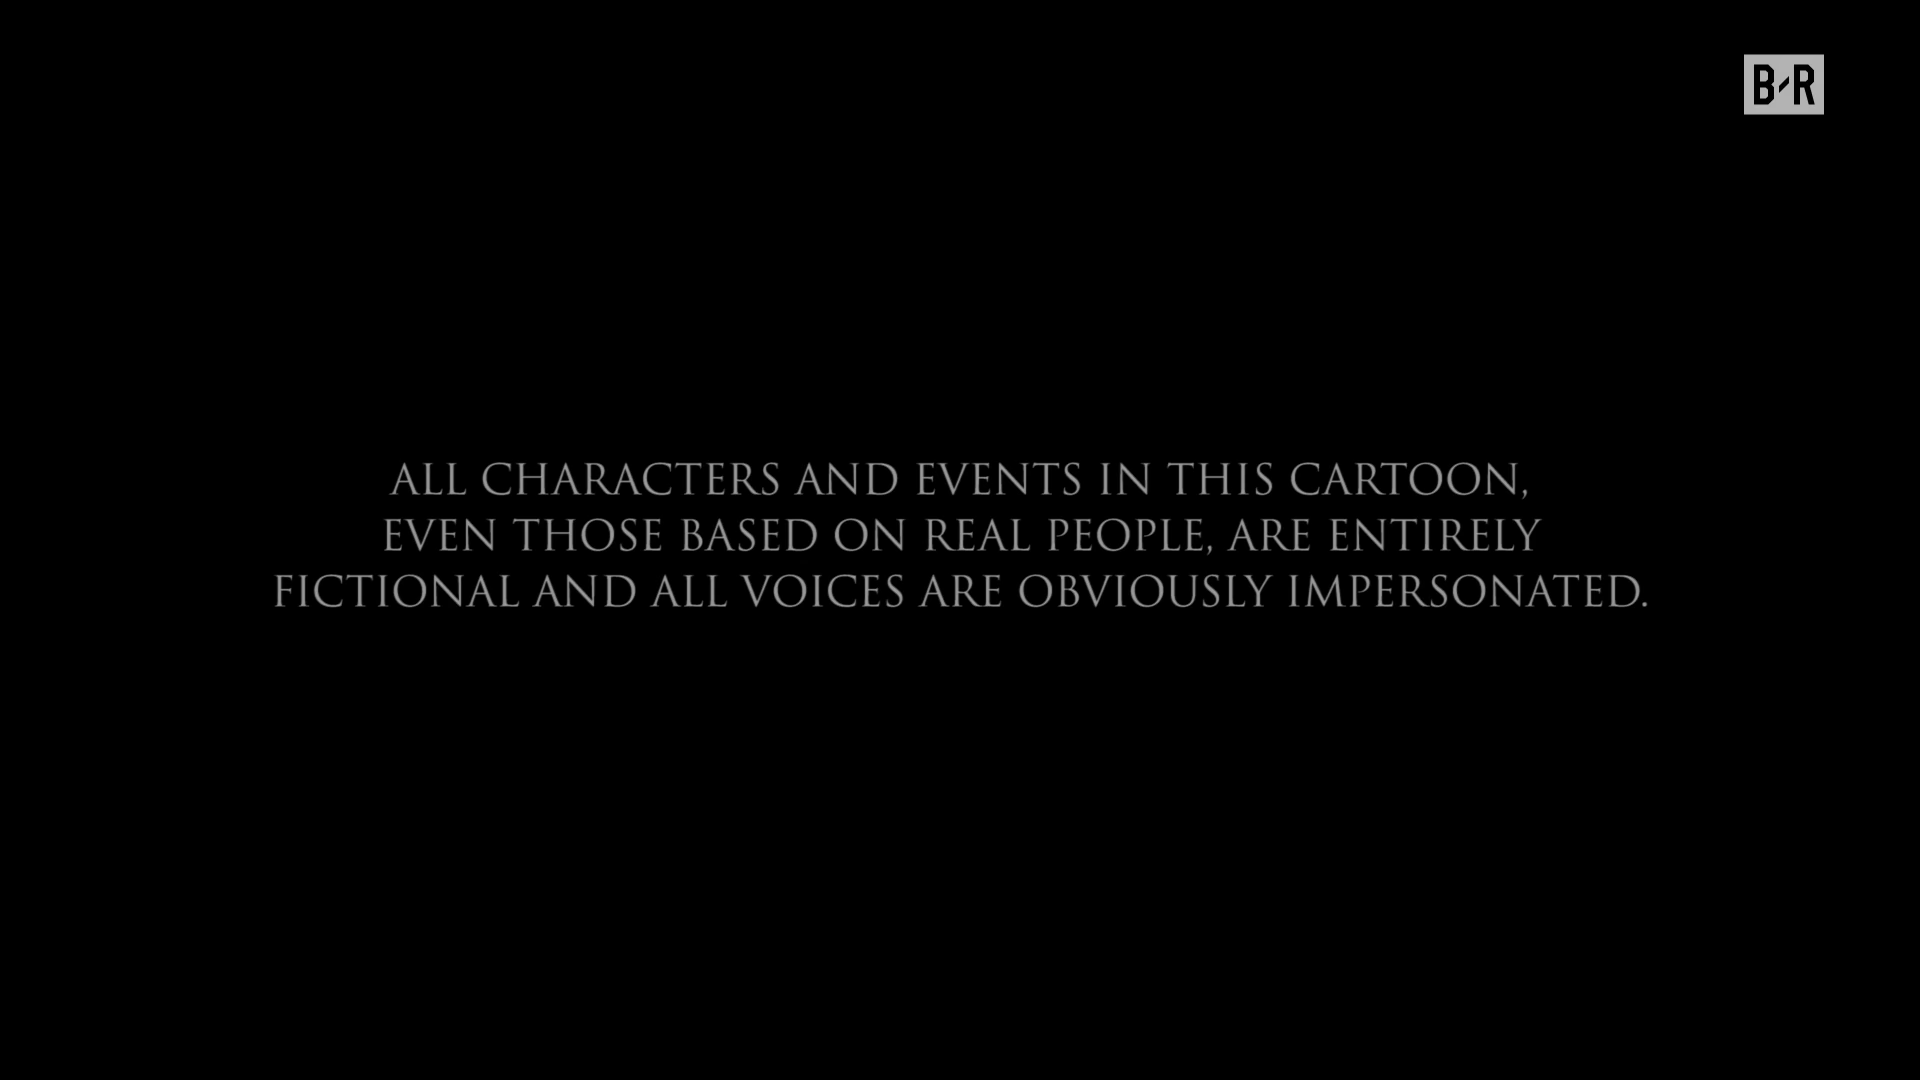 B/R
ALL CHARACTERS AND EVENTS IN THIS CARTOON,
EVEN THOSE BASED ON REAL PEOPLE, ARE ENTIRELY
FICTIONAL AND ALL VOICES ARE OBVIOUSLY IMPERSONATED.